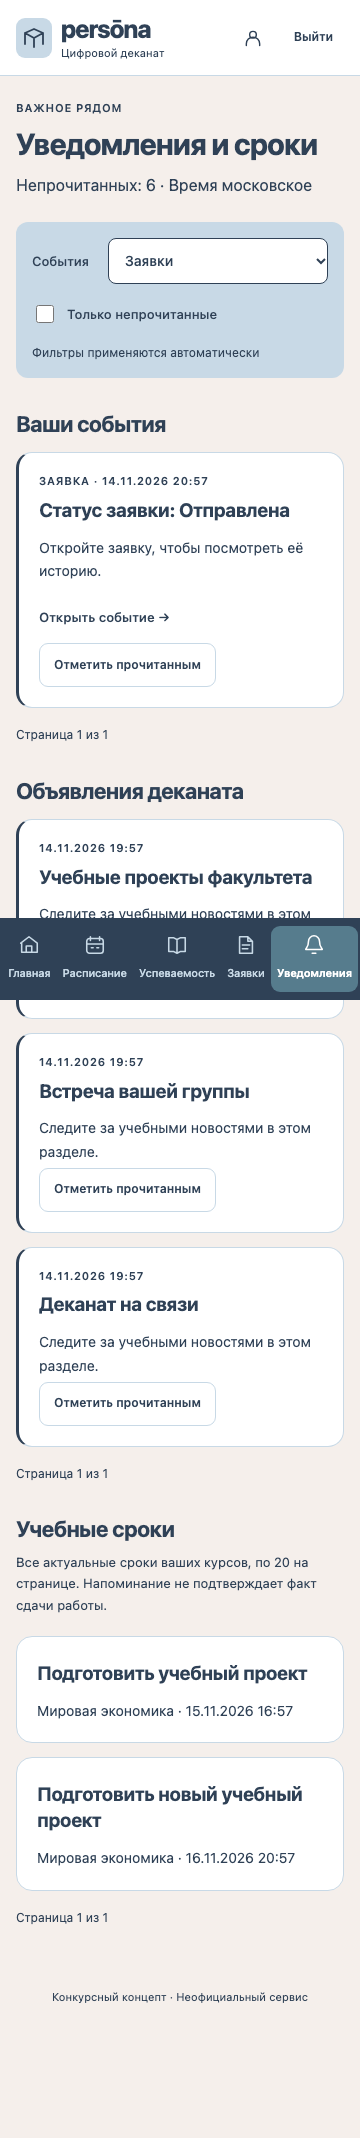 persōna
Цифровой деканат
Выйти
ВАЖНОЕ РЯДОМ
Уведомления и сроки
Непрочитанных: 6 · Время московское
События
Заявки
Только непрочитанные
Фильтры применяются автоматически
Ваши события
ЗАЯВКА · 14.11.2026 20:57
Статус заявки: Отправлена
Откройте заявку, чтобы посмотреть её
историю.
Открыть событие →
Отметить прочитанным
Страница 1 из 1
Объявления деканата
14.11.2026 19:57
Учебные проекты факультета
Следите за учебными новостями в этом
Главная
Расписание
Успеваемость
Заявки
Уведомления
14.11.2026 19:57
Встреча вашей группы
Следите за учебными новостями в этом
разделе.
Отметить прочитанным
14.11.2026 19:57
Деканат на связи
Следите за учебными новостями в этом
разделе.
Отметить прочитанным
Страница 1 из 1
Учебные сроки
Все актуальные сроки ваших курсов, по 20 на
странице. Напоминание не подтверждает факт
сдачи работы.
Подготовить учебный проект
Мировая экономика · 15.11.2026 16:57
Подготовить новый учебный
проект
Мировая экономика · 16.11.2026 20:57
Страница 1 из 1
Конкурсный концепт · Неофициальный сервис